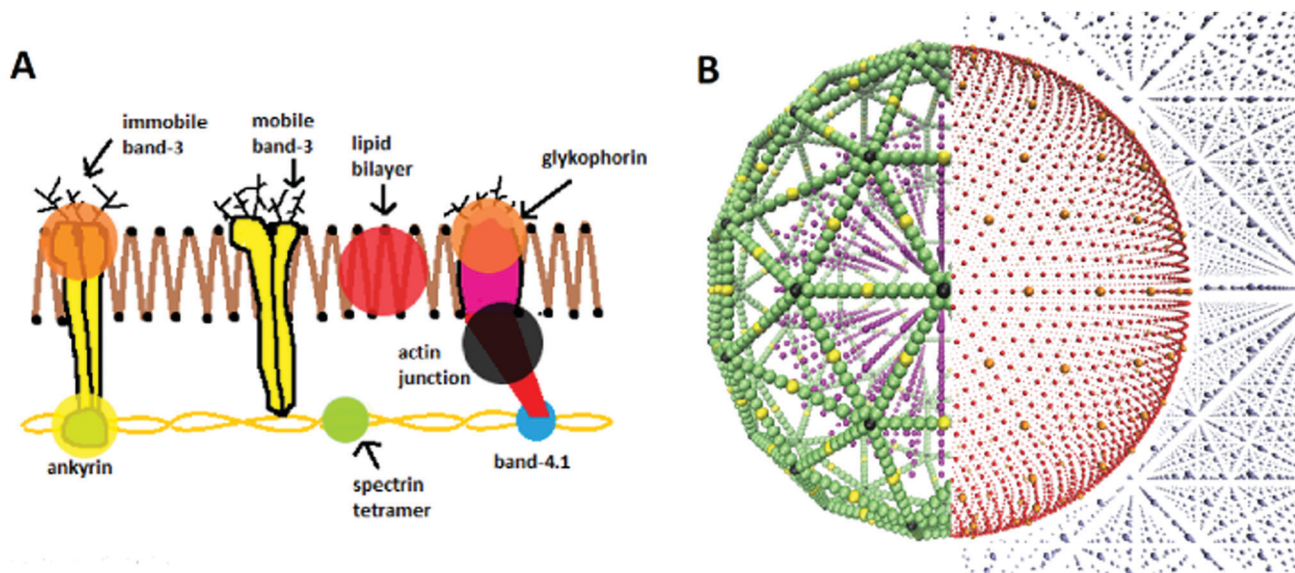 A
B
immobile
band-3
mobile
band-3
lipid
bilayer
glykophorin
actin
junction
ankyrin
spectrin
tetramer
band-4.1